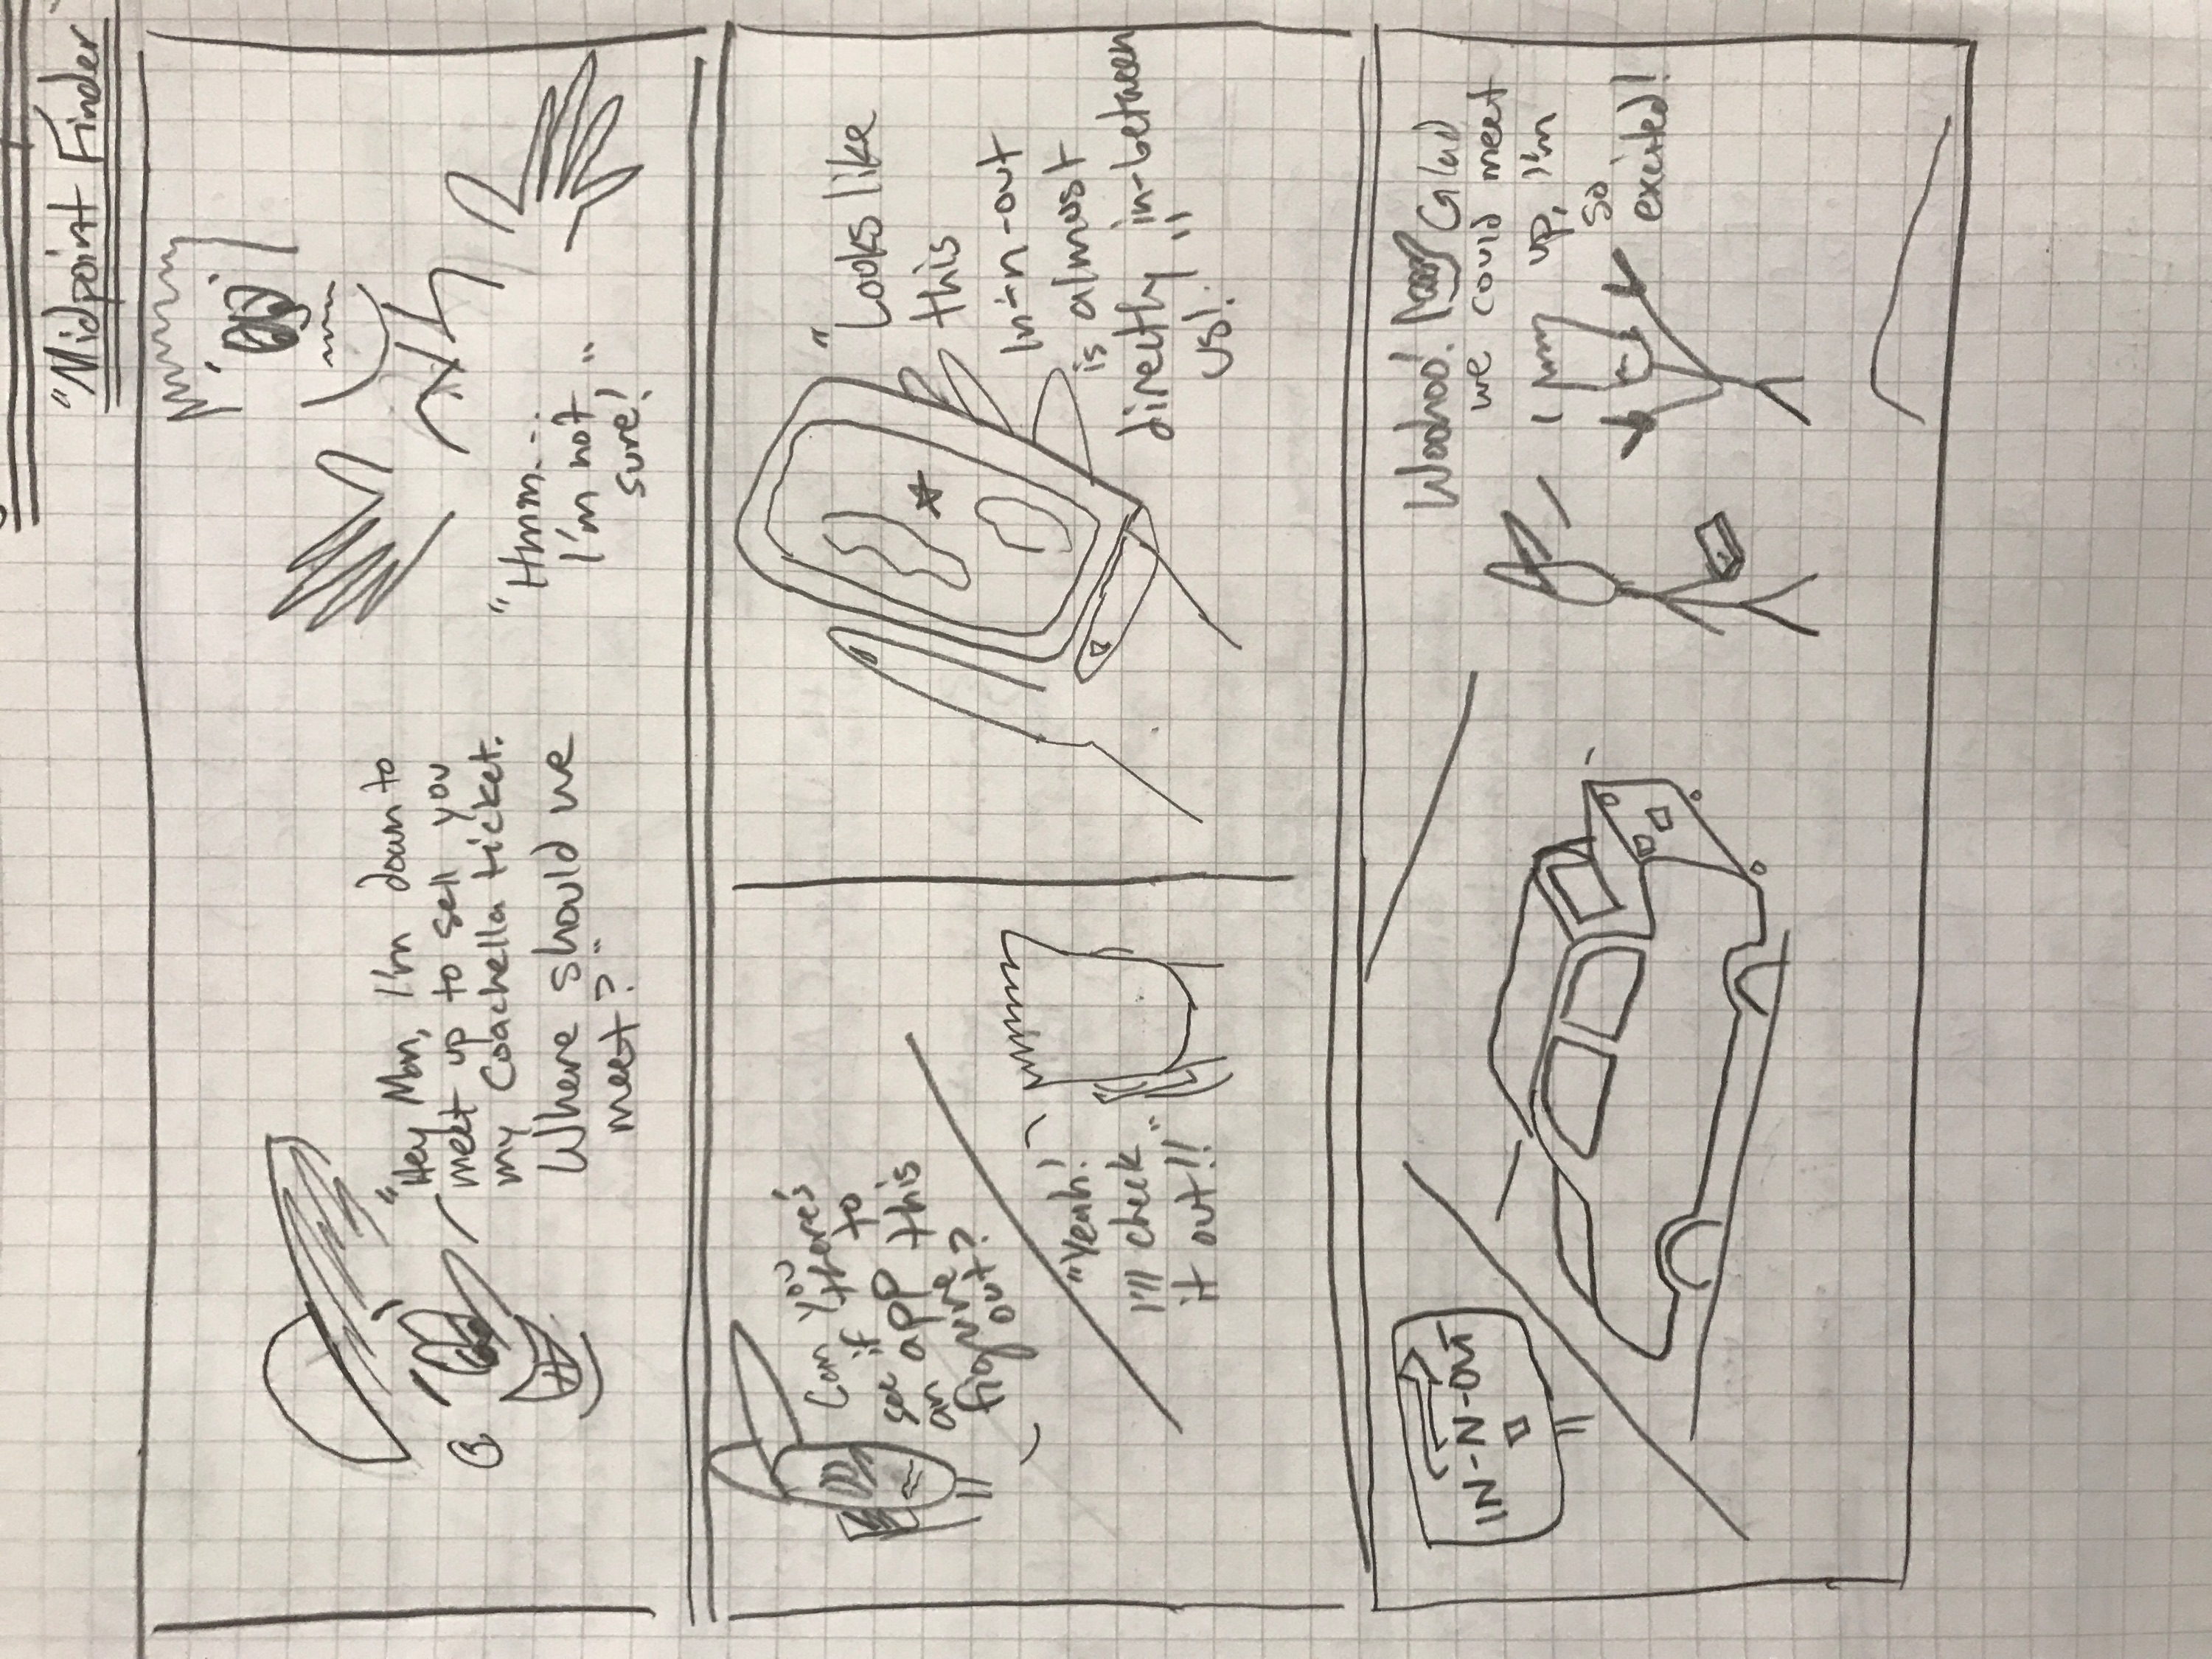 "Midpoint Finder"
"Hey Man, I'm down to
meet up to sell you
my Coachella ticket.
Where should we
meet?"
"Hmm...
I'm not
sure!"
Can you
see if there's
an app to
figure this
out?
"Yeah!
I'll check
it out!!"
"Looks like
this
In-n-out
is almost
directly in-between
us!"
IN-N-OUT
Woohoo! Glad
we could meet
up, I'm
so
excited!